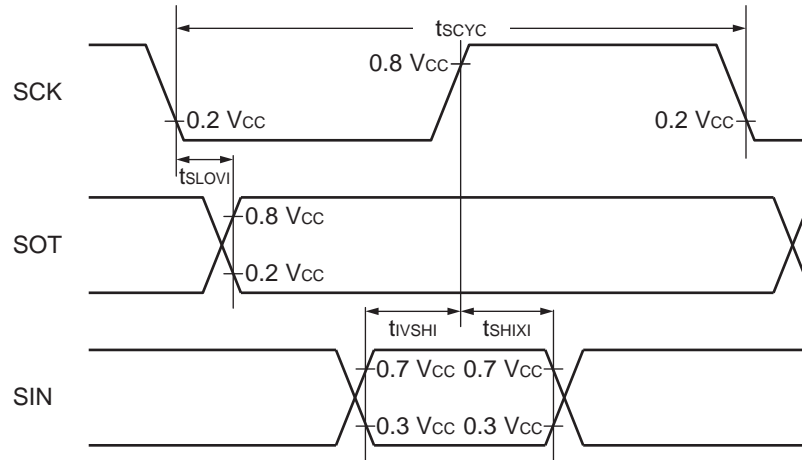 tSCYC
SCK
0.8 VCC
0.2 VCC
0.2 VCC
tSLOVI
SOT
0.8 VCC
0.2 VCC
tIVSHI
tSHIXI
SIN
0.7 VCC
0.7 VCC
0.3 VCC
0.3 VCC